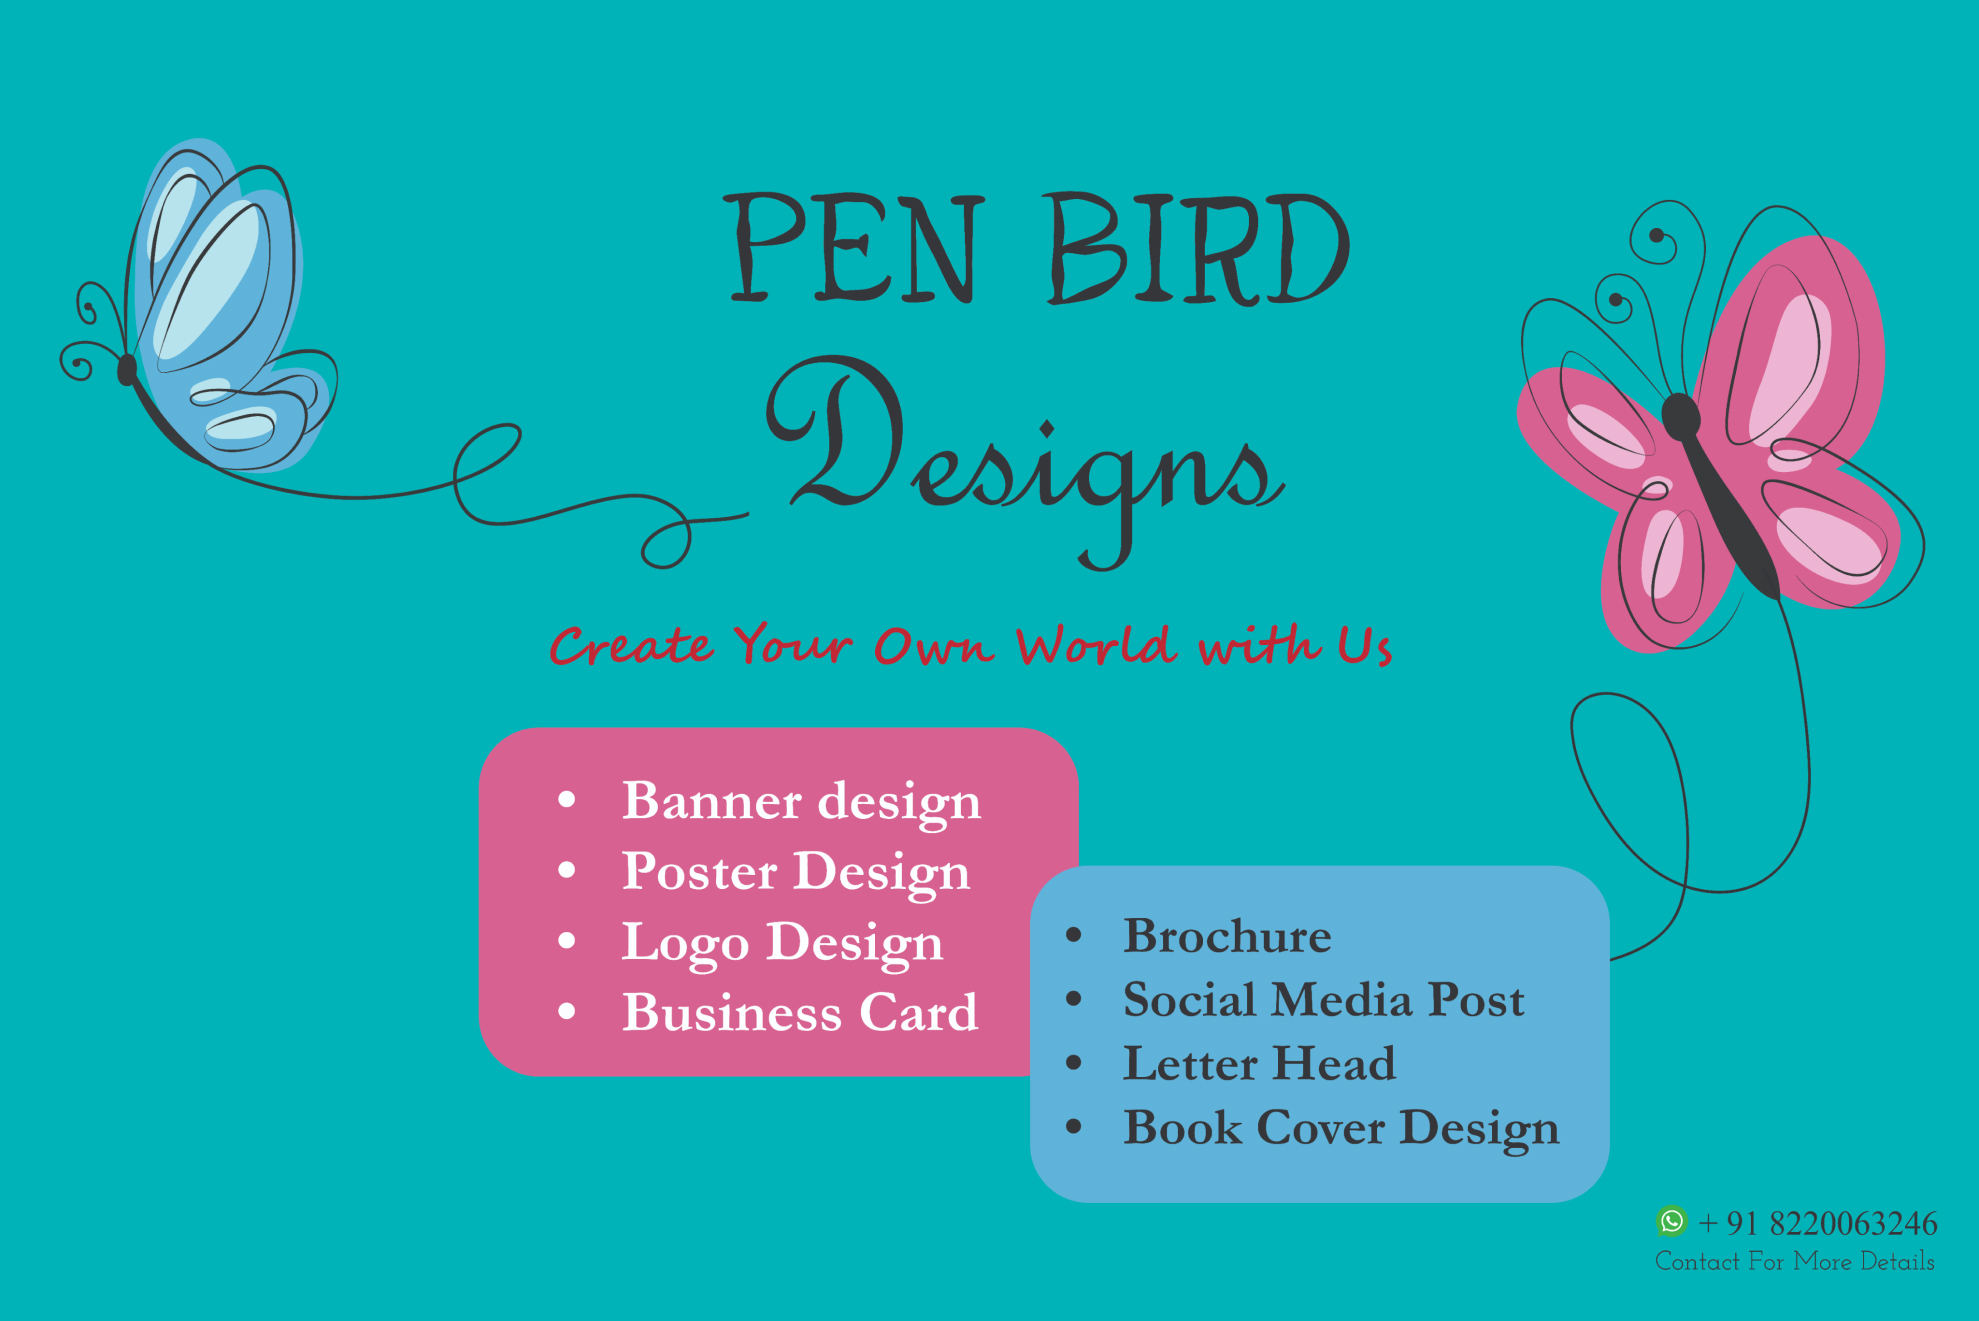 PEN BIRD
Designs
Create Your Own World with Us
• Banner design
• Poster Design
• Logo Design
• Business Card
• Brochure
• Social Media Post
• Letter Head
• Book Cover Design
+ 91 8220063246
Contact For More Details